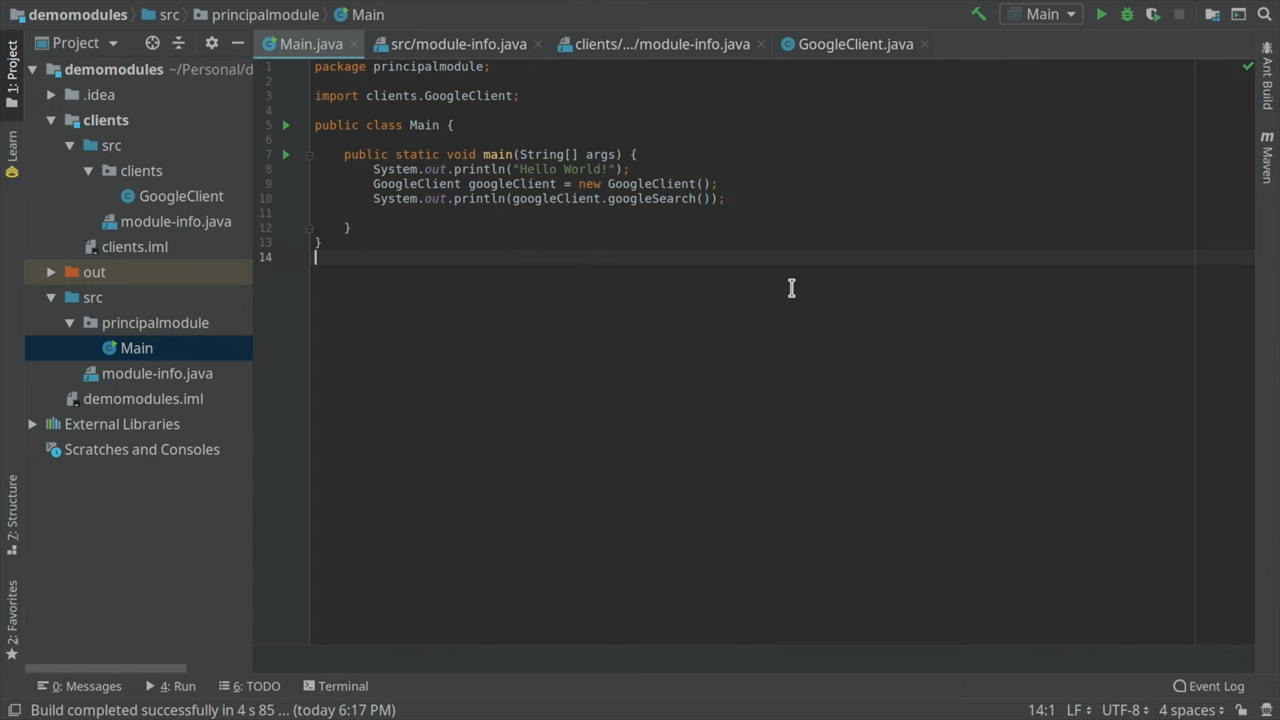 demomodules
src
principalmodule
Main
Main
Project
Main.java
src/module-info.java
clients/.../module-info.java
GoogleClient.java
1: Project
Learn
7: Structure
2: Favorites
Ant Build
Maven
demomodules ~/Personal/d
.idea
clients
src
clients
GoogleClient
module-info.java
clients.iml
out
src
principalmodule
Main
module-info.java
demomodules.iml
External Libraries
Scratches and Consoles
1 package principalmodule;
2
3 import clients.GoogleClient;
4
5 public class Main {
6
7 public static void main(String[] args) {
8 System.out.println("Hello World!");
9 GoogleClient googleClient = new GoogleClient();
10 System.out.println(googleClient.googleSearch());
11
12 }
13 }
14
0: Messages
4: Run
6: TODO
Terminal
Event Log
Build completed successfully in 4 s 85 ... (today 6:17 PM)
14:1
LF
UTF-8
4 spaces